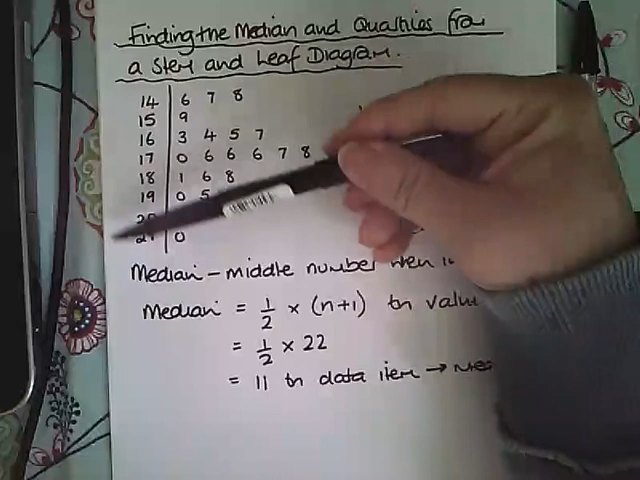 Finding the Median and Quartiles from
a Stem and Leaf Diagram.
14 | 6 7 8
15 | 9
16 | 3 4 5 7
17 | 0 6 6 6 7 8
18 | 1 6 8
19 | 0 5
20
21 | 0
Median - middle number when
Median = 1/2 × (n+1) th value
= 1/2 × 22
= 11 th data item →